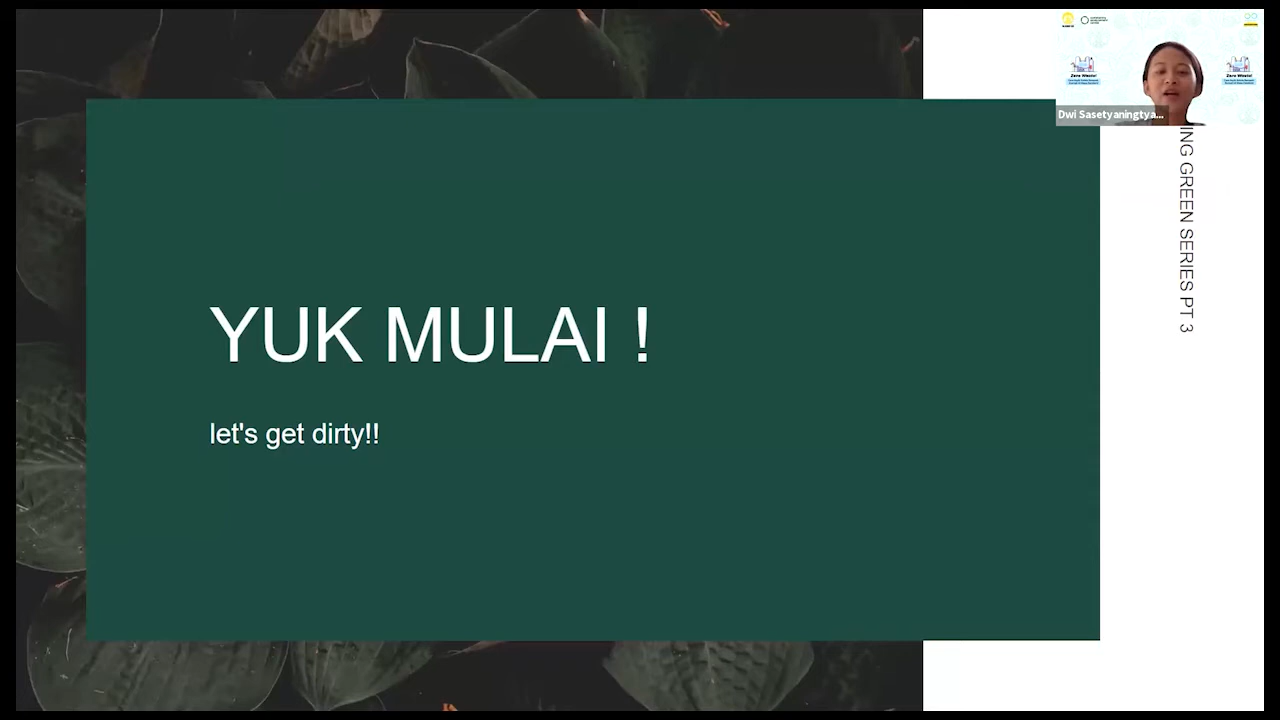 YUK MULAI !
let's get dirty!!
ING GREEN SERIES PT 3
Zero Waste!
Zero Waste!
Dwi Sasetyaningtya...